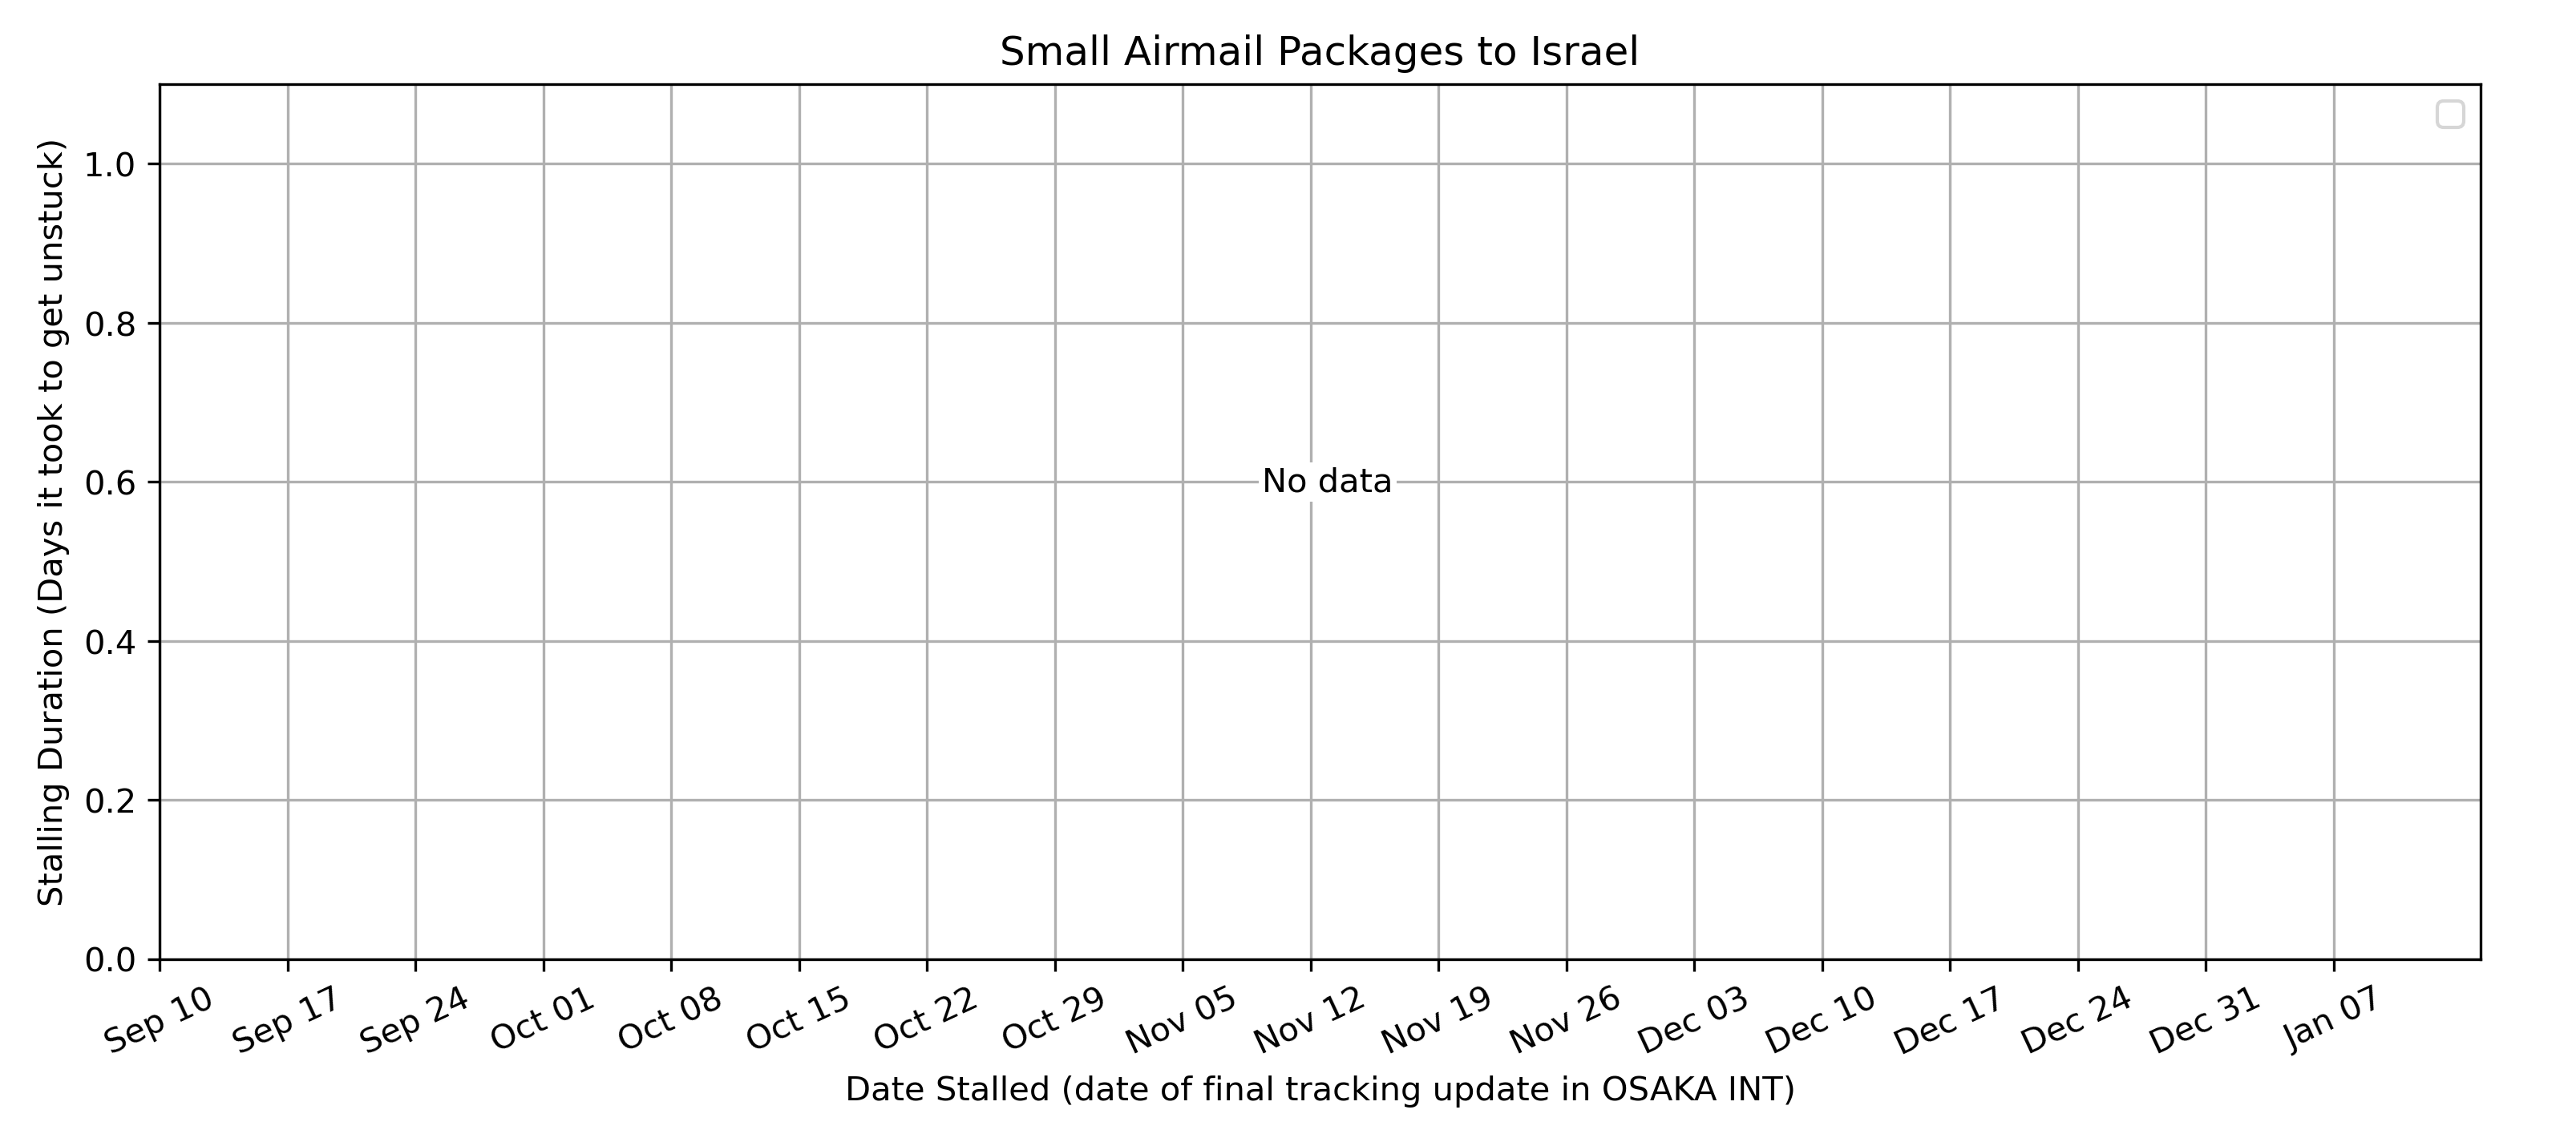 Small Airmail Packages to Israel
Stalling Duration (Days it took to get unstuck)
1.0
0.8
0.6
0.4
0.2
0.0
No data
Sep 10
Sep 17
Sep 24
Oct 01
Oct 08
Oct 15
Oct 22
Oct 29
Nov 05
Nov 12
Nov 19
Nov 26
Dec 03
Dec 10
Dec 17
Dec 24
Dec 31
Jan 07
Date Stalled (date of final tracking update in OSAKA INT)